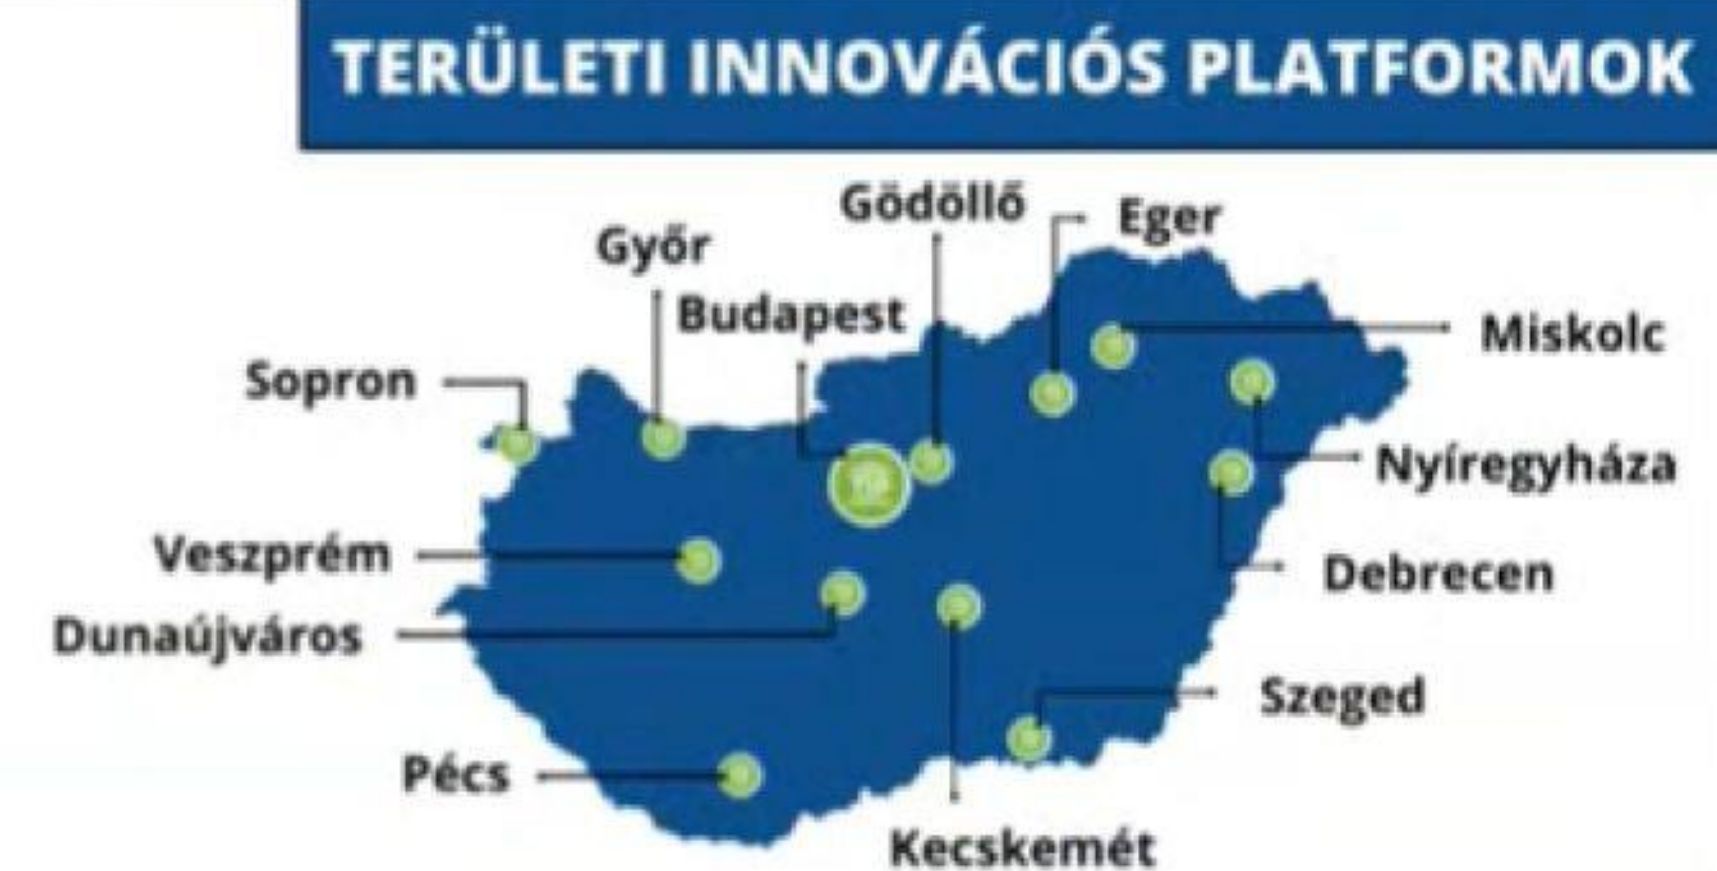 TERÜLETI INNOVÁCIÓS PLATFORMOK
Gödöllő
Eger
Győr
Budapest
Miskolc
Sopron
Nyíregyháza
Veszprém
Debrecen
Dunaújváros
Szeged
Pécs
Kecskemét